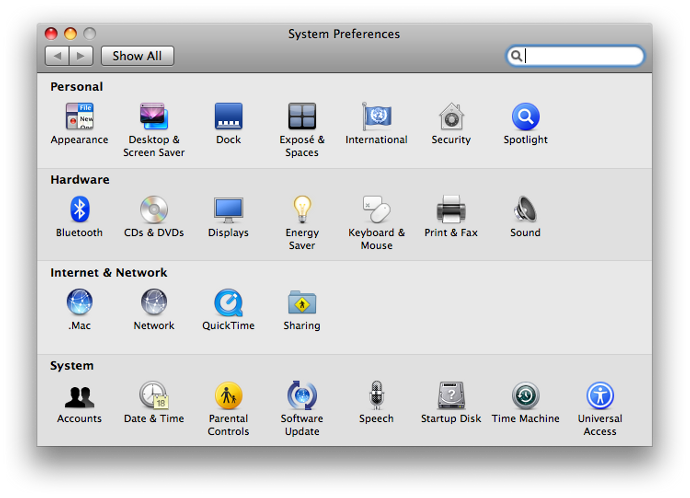 System Preferences
Show All
Personal
Appearance
Desktop &
Screen Saver
Dock
Exposé &
Spaces
International
Security
Spotlight
Hardware
Bluetooth
CDs & DVDs
Displays
Energy
Saver
Keyboard &
Mouse
Print & Fax
Sound
Internet & Network
.Mac
Network
QuickTime
Sharing
System
Accounts
Date & Time
Parental
Controls
Software
Update
Speech
Startup Disk
Time Machine
Universal
Access
File
New
18